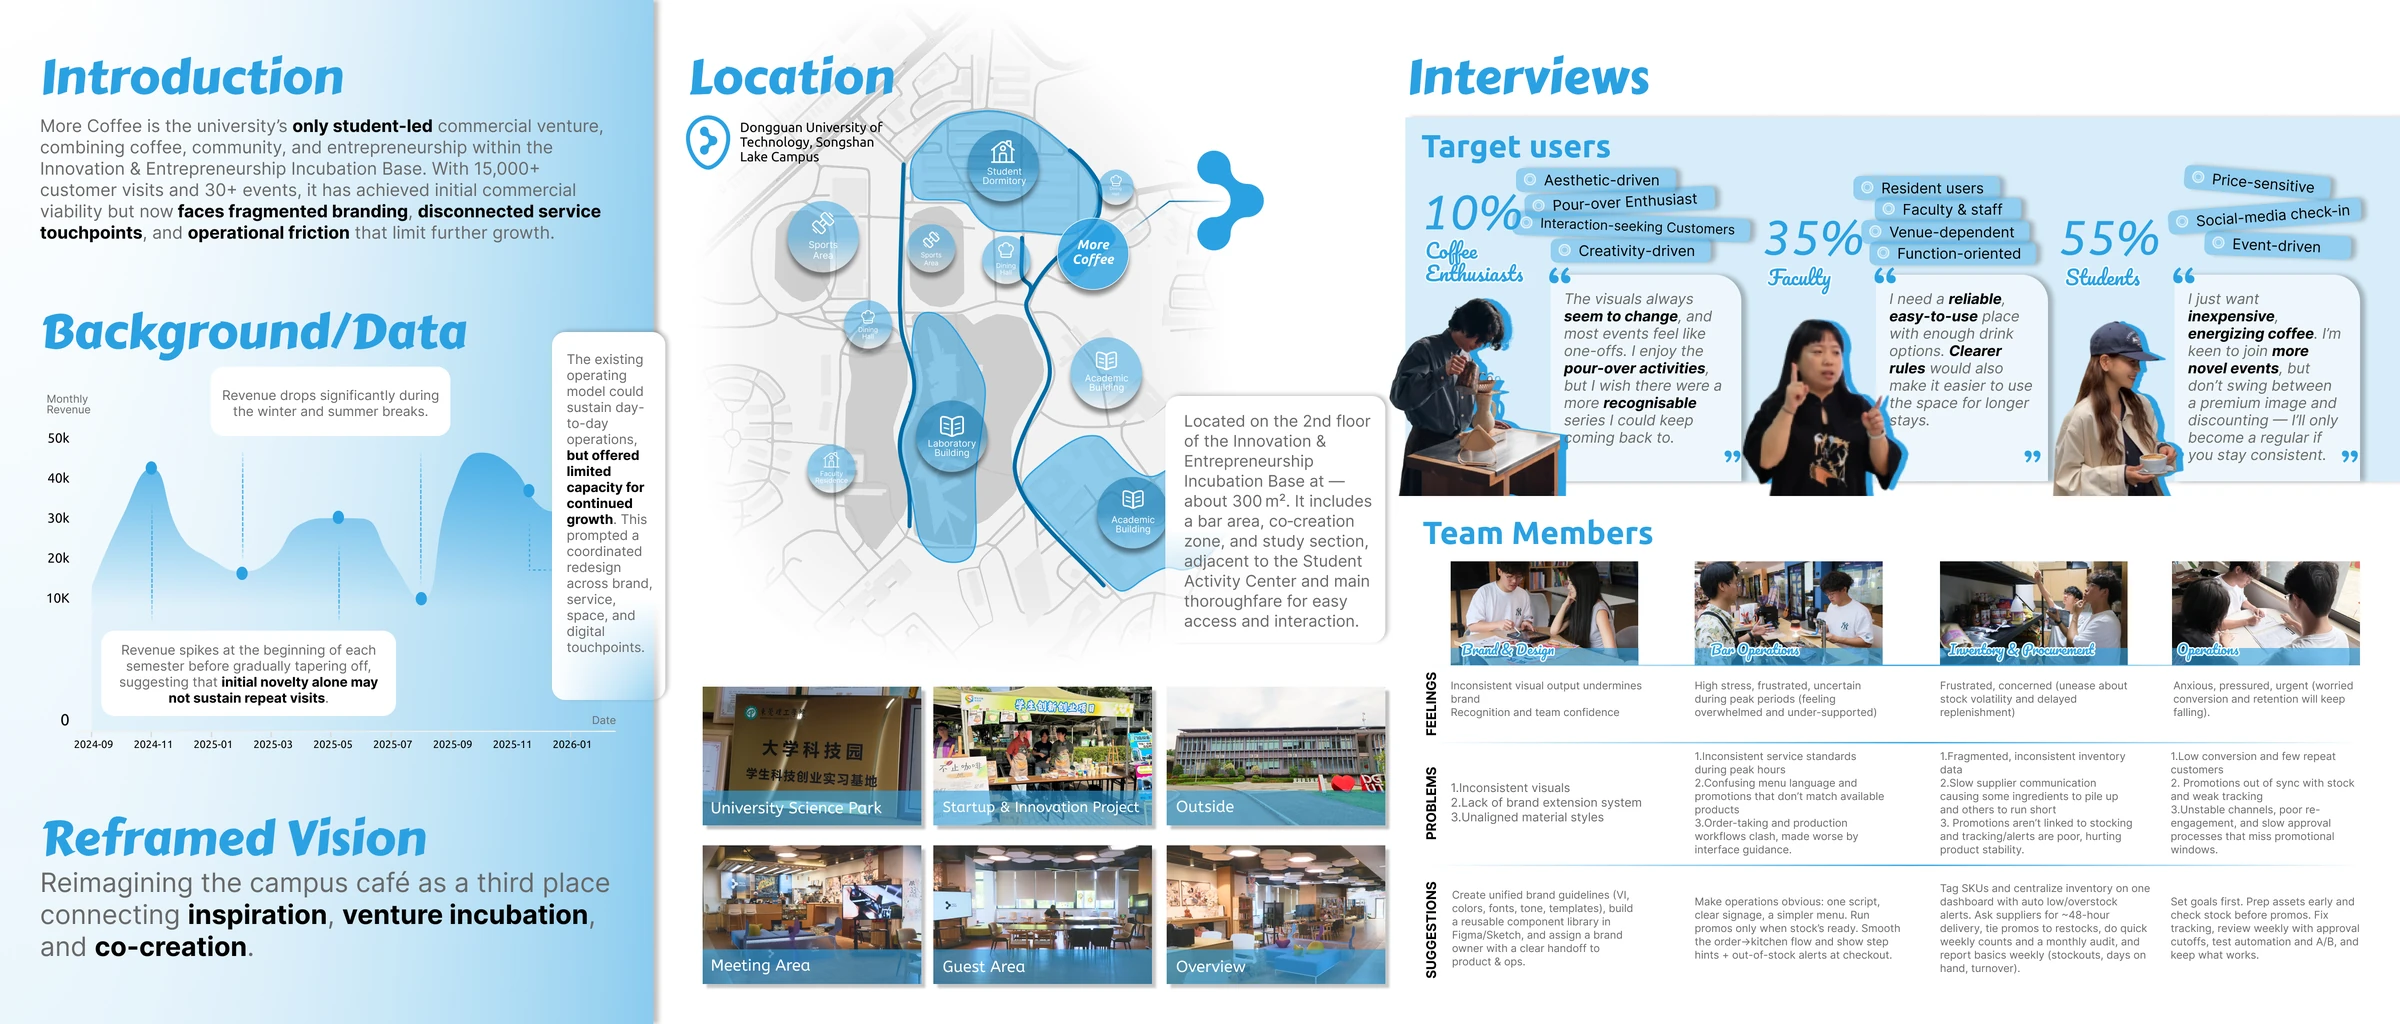 Introduction
More Coffee is the university's only student-led commercial venture,
combining coffee, community, and entrepreneurship within the
Innovation & Entrepreneurship Incubation Base. With 15,000+
customer visits and 30+ events, it has achieved initial commercial
viability but now faces fragmented branding, disconnected service
touchpoints, and operational friction that limit further growth.
Background/Data
Monthly
Revenue
50k
40k
30k
20k
10K
0
Revenue drops significantly during
the winter and summer breaks.
Revenue spikes at the beginning of each
semester before gradually tapering off,
suggesting that initial novelty alone may
not sustain repeat visits.
The existing
operating
model could
sustain day-
to-day
operations,
but offered
limited
capacity for
continued
growth. This
prompted a
coordinated
redesign
across brand,
service,
space, and
digital
touchpoints.
Date
2024-09 2024-11 2025-01 2025-03 2025-05 2025-07 2025-09 2025-11 2026-01
Reframed Vision
Reimagining the campus café as a third place
connecting inspiration, venture incubation,
and co-creation.
Location
Dongguan University of
Technology, Songshan
Lake Campus
Student
Dormitory
Dining
Hall
Sports
Area
Sports
Area
Dining
Hall
More
Coffee
Dining
Hall
Academic
Building
Laboratory
Building
Faculty
Residence
Academic
Building
Located on the 2nd floor
of the Innovation &
Entrepreneurship
Incubation Base at —
about 300 m². It includes
a bar area, co-creation
zone, and study section,
adjacent to the Student
Activity Center and main
thoroughfare for easy
access and interaction.
大学科技园
学生科技创业实习基地
University Science Park
学生创新创业项目
不止咖啡
Startup & Innovation Project
Outside
Meeting Area
Guest Area
Overview
Interviews
Target users
10%
Coffee
Enthusiasts
Aesthetic-driven
Pour-over Enthusiast
Interaction-seeking Customers
Creativity-driven
“
The visuals always
seem to change, and
most events feel like
one-offs. I enjoy the
pour-over activities,
but I wish there were a
more recognisable
series I could keep
coming back to.
”
35%
Faculty
Resident users
Faculty & staff
Venue-dependent
Function-oriented
“
I need a reliable,
easy-to-use place
with enough drink
options. Clearer
rules would also
make it easier to use
the space for longer
stays.
”
55%
Students
Price-sensitive
Social-media check-in
Event-driven
“
I just want
inexpensive,
energizing coffee. I'm
keen to join more
novel events, but
don't swing between
a premium image and
discounting — I'll only
become a regular if
you stay consistent.
”
Team Members
Brand & Design
Bar Operations
Inventory & Procurement
Operations
FEELINGS
Inconsistent visual output undermines
brand
Recognition and team confidence
High stress, frustrated, uncertain
during peak periods (feeling
overwhelmed and under-supported)
Frustrated, concerned (unease about
stock volatility and delayed
replenishment)
Anxious, pressured, urgent (worried
conversion and retention will keep
falling).
PROBLEMS
1.Inconsistent visuals
2.Lack of brand extension system
3.Unaligned material styles
1.Inconsistent service standards
during peak hours
2.Confusing menu language and
promotions that don't match available
products
3.Order-taking and production
workflows clash, made worse by
interface guidance.
1.Fragmented, inconsistent inventory
data
2.Slow supplier communication
causing some ingredients to pile up
and others to run short
3. Promotions aren't linked to stocking
and tracking/alerts are poor, hurting
product stability.
1.Low conversion and few repeat
customers
2. Promotions out of sync with stock
and weak tracking
3.Unstable channels, poor re-
engagement, and slow approval
processes that miss promotional
windows.
SUGGESTIONS
Create unified brand guidelines (VI,
colors, fonts, tone, templates), build
a reusable component library in
Figma/Sketch, and assign a brand
owner with a clear handoff to
product & ops.
Make operations obvious: one script,
clear signage, a simpler menu. Run
promos only when stock's ready. Smooth
the order→kitchen flow and show step
hints + out-of-stock alerts at checkout.
Tag SKUs and centralize inventory on one
dashboard with auto low/overstock
alerts. Ask suppliers for ~48-hour
delivery, tie promos to restocks, do quick
weekly counts and a monthly audit, and
report basics weekly (stockouts, days on
hand, turnover).
Set goals first. Prep assets early and
check stock before promos. Fix
tracking, review weekly with approval
cutoffs, test automation and A/B, and
keep what works.